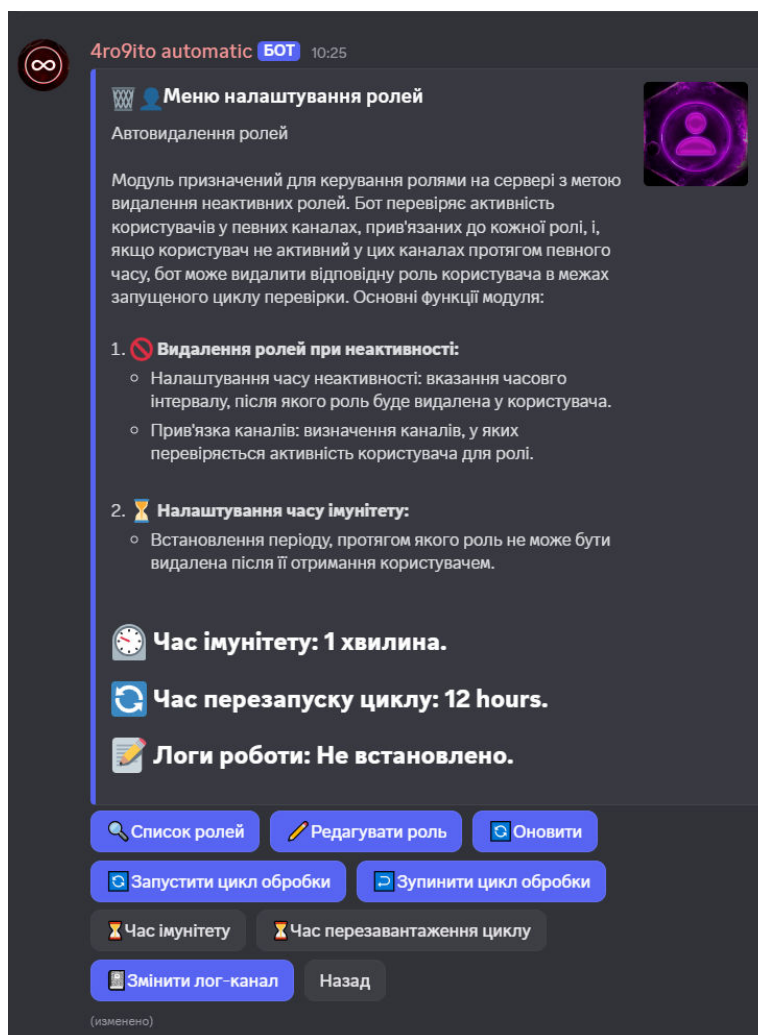 4ro9ito automatic БОТ 10:25
Меню налаштування ролей
Автовидалення ролей
Модуль призначений для керування ролями на сервері з метою
видалення неактивних ролей. Бот перевіряє активність
користувачів у певних каналах, прив'язаних до кожної ролі, і,
якщо користувач не активний у цих каналах протягом певного
часу, бот може видалити відповідну роль користувача в межах
запущеного циклу перевірки. Основні функції модуля:
1. Видалення ролей при неактивності:
Налаштування часу неактивності: вказання часовго
інтервалу, після якого роль буде видалена у користувача.
Прив'язка каналів: визначення каналів, у яких
перевіряється активність користувача для ролі.
2. Налаштування часу імунітету:
Встановлення періоду, протягом якого роль не може бути
видалена після її отримання користувачем.
Час імунітету: 1 хвилина.
Час перезапуску циклу: 12 hours.
Логи роботи: Не встановлено.
Список ролей Редагувати роль Оновити
Запустити цикл обробки Зупинити цикл обробки
Час імунітету Час перезавантаження циклу
Змінити лог-канал Назад
(изменено)